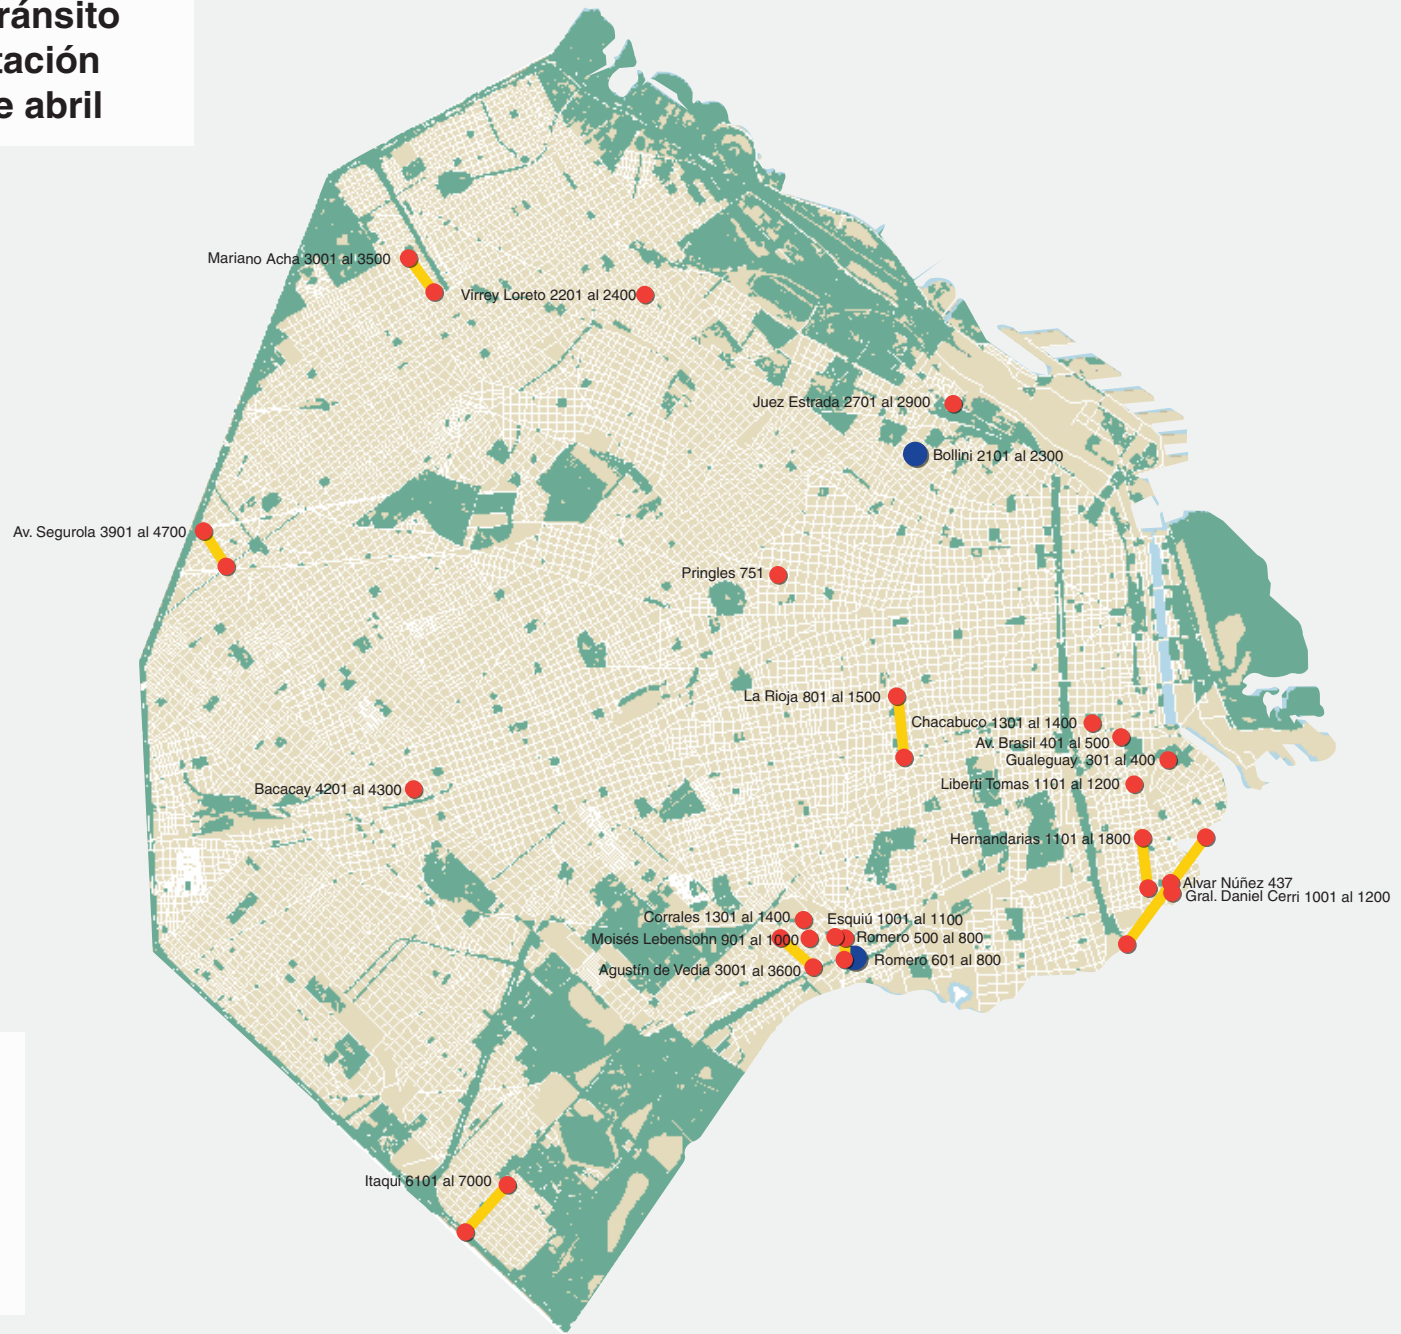 ránsito
tación
e abril
Mariano Acha 3001 al 3500
Virrey Loreto 2201 al 2400
Juez Estrada 2701 al 2900
Bollini 2101 al 2300
Av. Segurola 3901 al 4700
Pringles 751
La Rioja 801 al 1500
Chacabuco 1301 al 1400
Av. Brasil 401 al 500
Gualeguay 301 al 400
Liberti Tomas 1101 al 1200
Bacacay 4201 al 4300
Hernandarias 1101 al 1800
Alvar Núñez 437
Gral. Daniel Cerri 1001 al 1200
Corrales 1301 al 1400
Esquiú 1001 al 1100
Moisés Lebensohn 901 al 1000
Romero 500 al 800
Romero 601 al 800
Agustín de Vedia 3001 al 3600
Itaqui 6101 al 7000